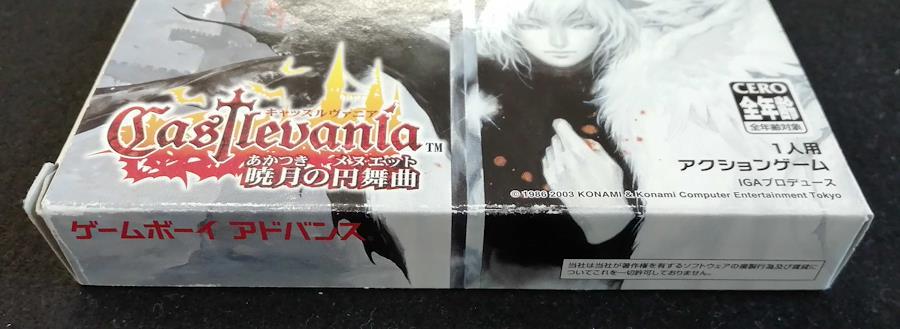 キャッスルヴァニア
Castlevania™
あかつき メヌエット
暁月の円舞曲
CERO
全年齢
全年齢対象
1人用
アクションゲーム
IGAプロデュース
© 1986 2003 KONAMI & Konami Computer Entertainment Tokyo
ゲームボーイ アドバンス
当社は当社が著作権を有するソフトウェアの複製行為及び賃貸に
ついてこれを一切許可しておりません。